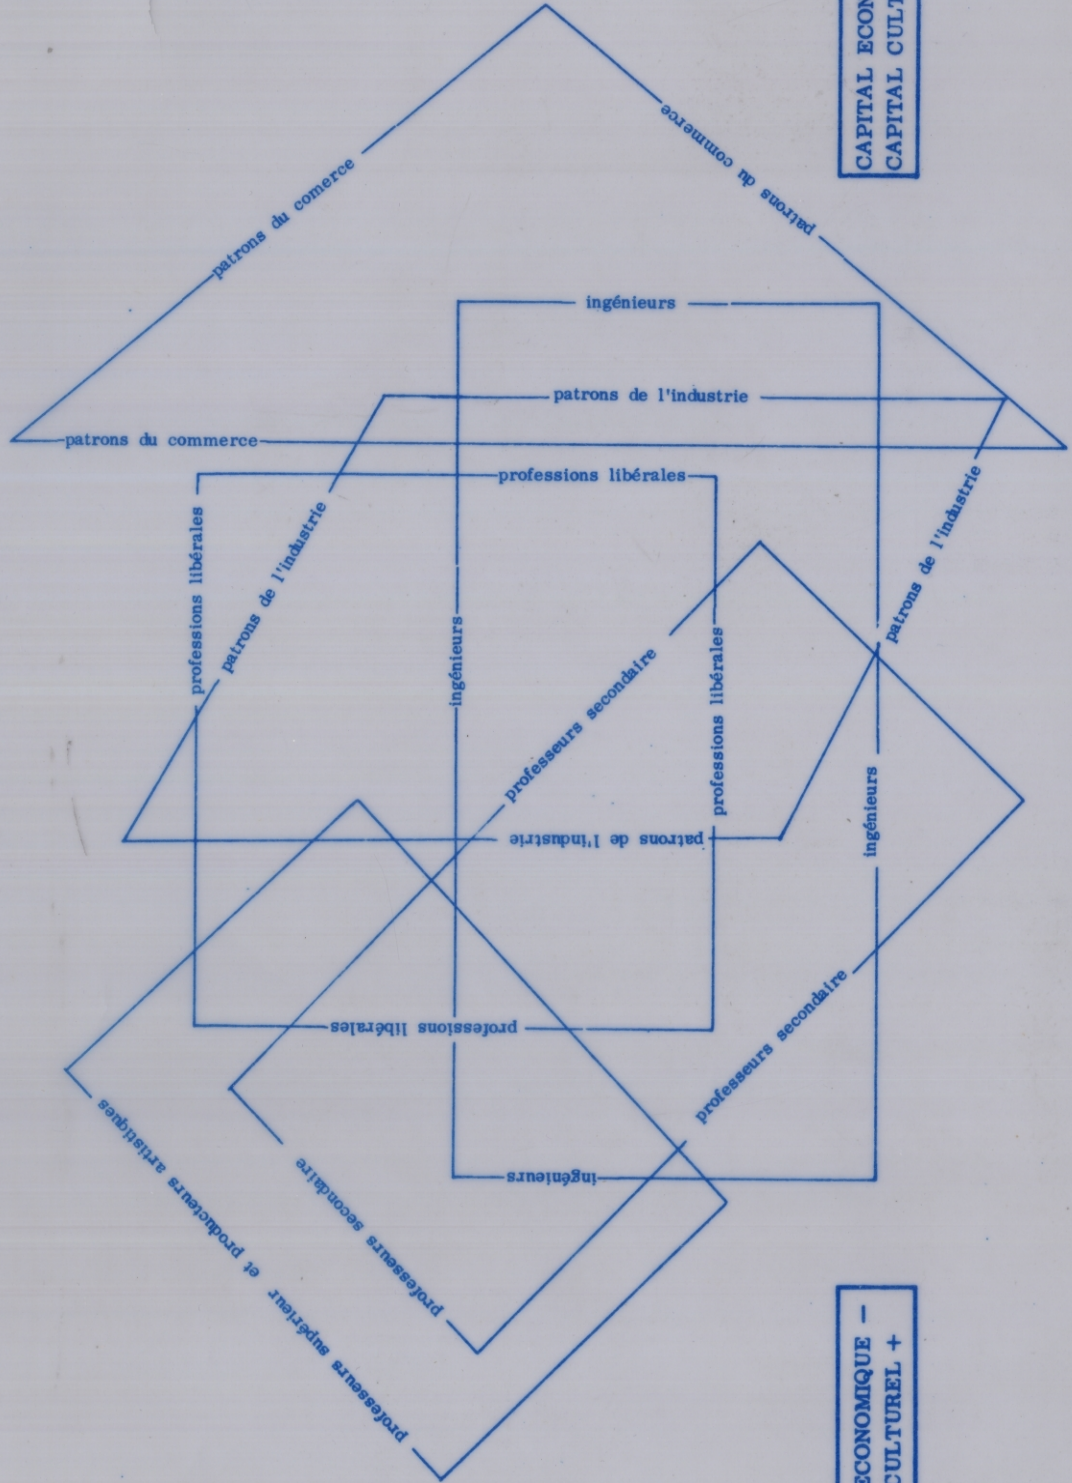 CAPITAL ECON
CAPITAL CULT
patrons du comerce
patrons du commerce
ingénieurs
patrons de l'industrie
patrons du commerce
professions libérales
professions libérales
patrons de l'industrie
patrons de l'industrie
ingénieurs
professeurs secondaire
professions libérales
ingénieurs
patrons de l'industrie
professions libérales
professeurs secondaire
ingénieurs
professeurs secondaire
professeurs supérieur et producteurs artistiques
ECONOMIQUE −
CULTUREL +